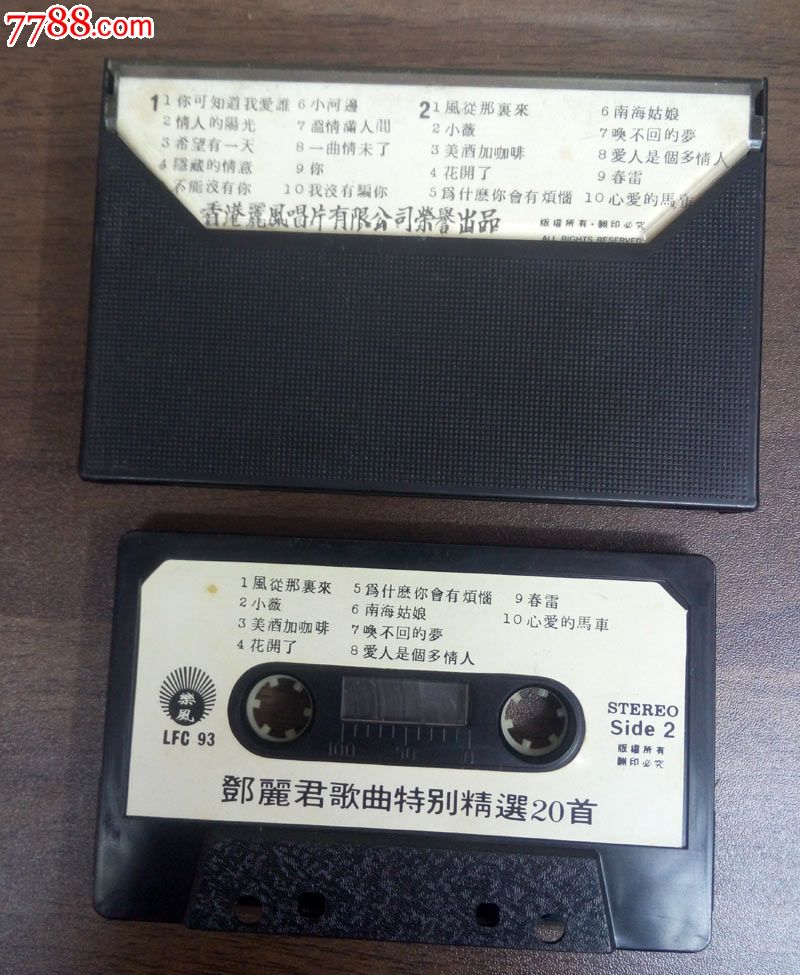 7788.com
1
1 你可知道我愛誰
2 情人的陽光
3 希望有一天
4 隱藏的情意
不能沒有你
6 小河邊
7 溫情滿人間
8 一曲情未了
9 你
10 我沒有騙你
2
1 風從那裏來
2 小薇
3 美酒加咖啡
4 花開了
5 爲什麽你會有煩惱
6 南海姑娘
7 喚不回的夢
8 愛人是個多情人
9 春雷
10 心愛的馬車
香港麗風唱片有限公司榮譽出品
版權所有・翻印必究
ALL RIGHTS RESERVED
1 風從那裏來
2 小薇
3 美酒加咖啡
4 花開了
5 爲什麽你會有煩惱
6 南海姑娘
7 喚不回的夢
8 愛人是個多情人
9 春雷
10 心愛的馬車
樂風
LFC 93
100 50 0
STEREO
Side 2
版權所有
翻印必究
鄧麗君歌曲特别精選20首